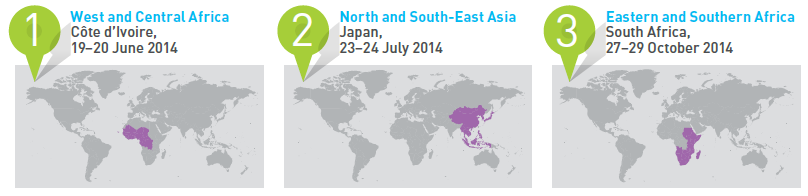 1
West and Central Africa
Côte d'Ivoire,
19–20 June 2014
2
North and South-East Asia
Japan,
23–24 July 2014
3
Eastern and Southern Africa
South Africa,
27–29 October 2014